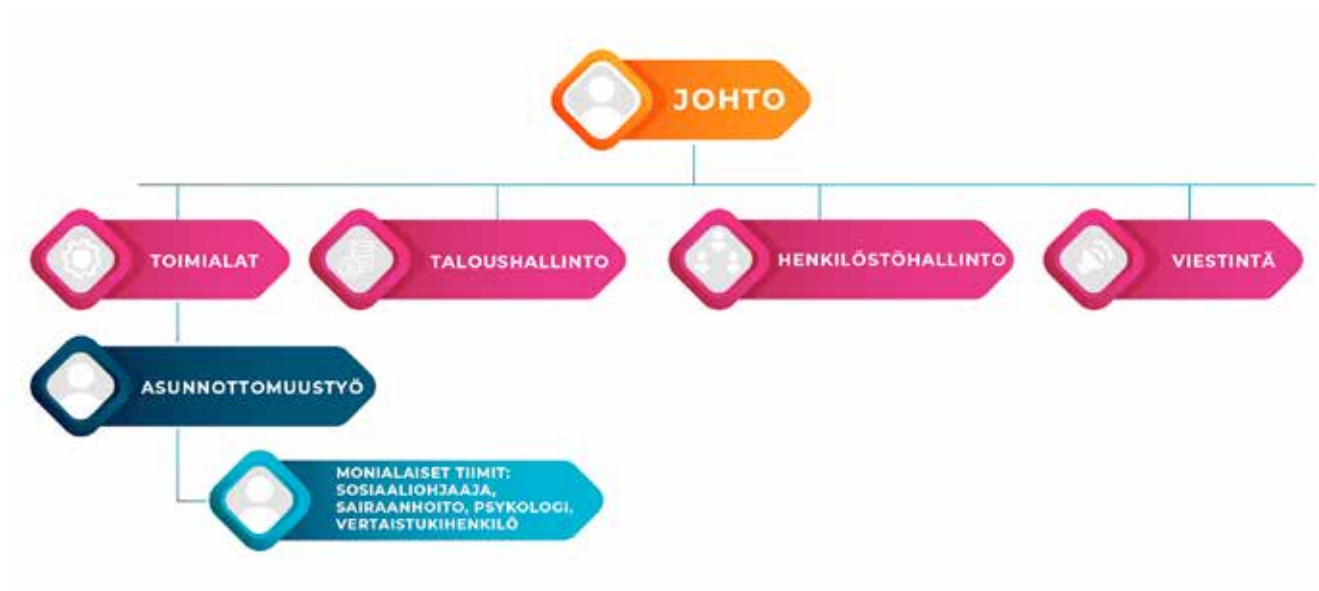 JOHTO
TOIMIALAT
TALOUSHALLINTO
HENKILÖSTÖHALLINTO
VIESTINTÄ
ASUNNOTTOMUUSTYÖ
MONIALAISET TIIMIT:
SOSIAALIOHJAAJA,
SAIRAANHOITO, PSYKOLOGI,
VERTAISTUKIHENKILÖ